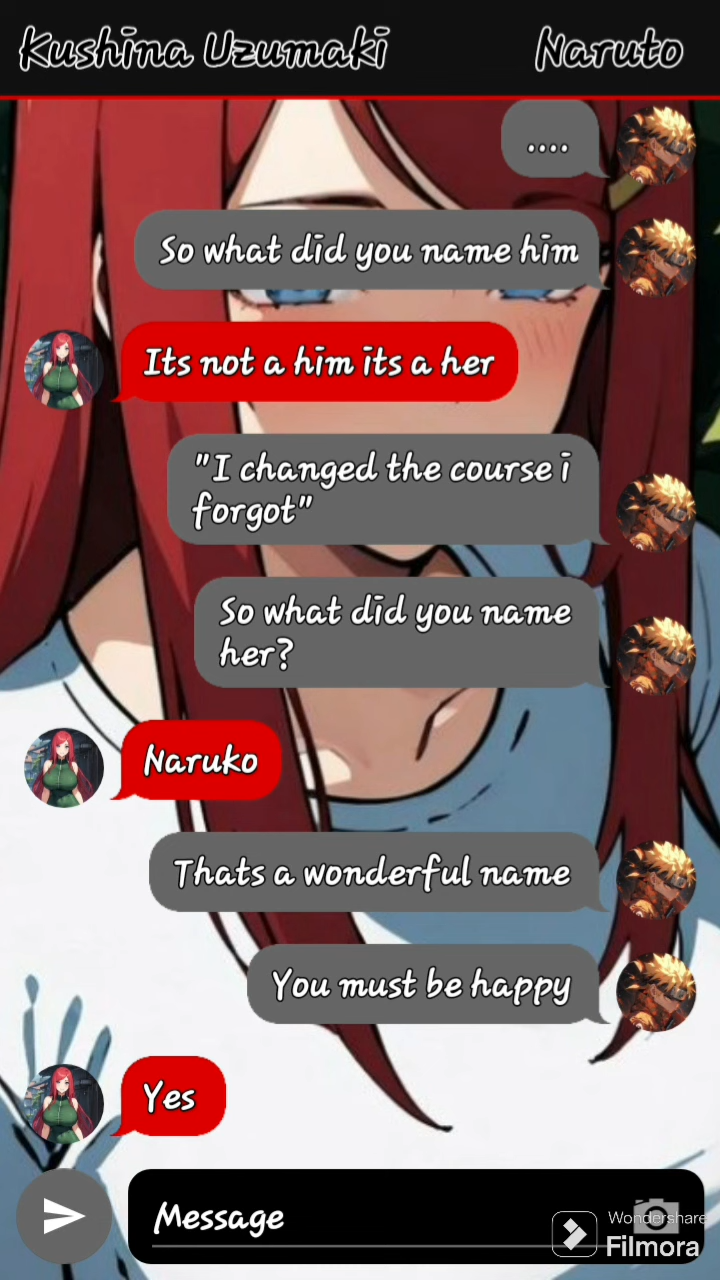 Kushina Uzumaki
Naruto
....
So what did you name him
Its not a him its a her
"I changed the course i
forgot"
So what did you name
her?
Naruko
Thats a wonderful name
You must be happy
Yes
Message
Wondershare
Filmora